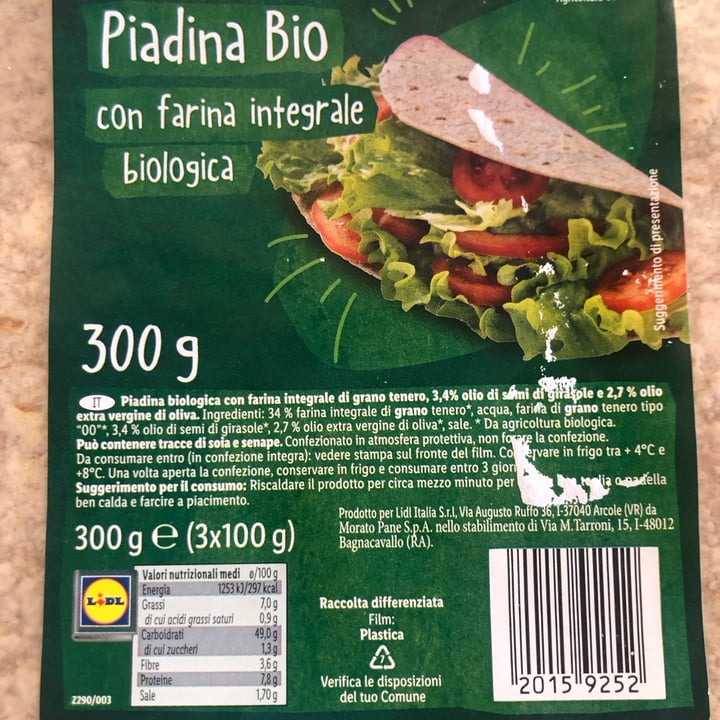 Piadina Bio
con farina integrale
biologica
Suggerimento di presentazione
300 g
IT Piadina biologica con farina integrale di grano tenero, 3,4% olio di semi di girasole e 2,7 % olio
extra vergine di oliva. Ingredienti: 34 % farina integrale di grano tenero*, acqua, farina di grano tenero tipo
"00"*, 3,4 % olio di semi di girasole*, 2,7 % olio extra vergine di oliva*, sale. * Da agricoltura biologica.
Può contenere tracce di soia e senape. Confezionato in atmosfera protettiva, non forare la confezione.
Da consumare entro (in confezione integra): vedere stampa sul fronte del film. Conservare in frigo tra + 4°C e
+8°C. Una volta aperta la confezione, conservare in frigo e consumare entro 3 giorni
Suggerimento per il consumo: Riscaldare il prodotto per circa mezzo minuto per o padella
ben calda e farcire a piacimento.
300 g e (3x100 g)
Prodotto per Lidl Italia S.r.l, Via Augusto Ruffo 36, I-37040 Arcole (VR) da
Morato Pane S.p.A. nello stabilimento di Via M.Tarroni, 15, I-48012
Bagnacavallo (RA).
LIDL
Valori nutrizionali medi ø/100 g
Energia 1253 kJ/297 kcal
Grassi 7,0 g
di cui acidi grassi saturi 0,9 g
Carboidrati 49,0 g
di cui zuccheri 1,3 g
Fibre 3,6 g
Proteine 7,8 g
Sale 1,70 g
Z290/003
Raccolta differenziata
Film:
Plastica
7
Verifica le disposizioni
del tuo Comune
2015 9252